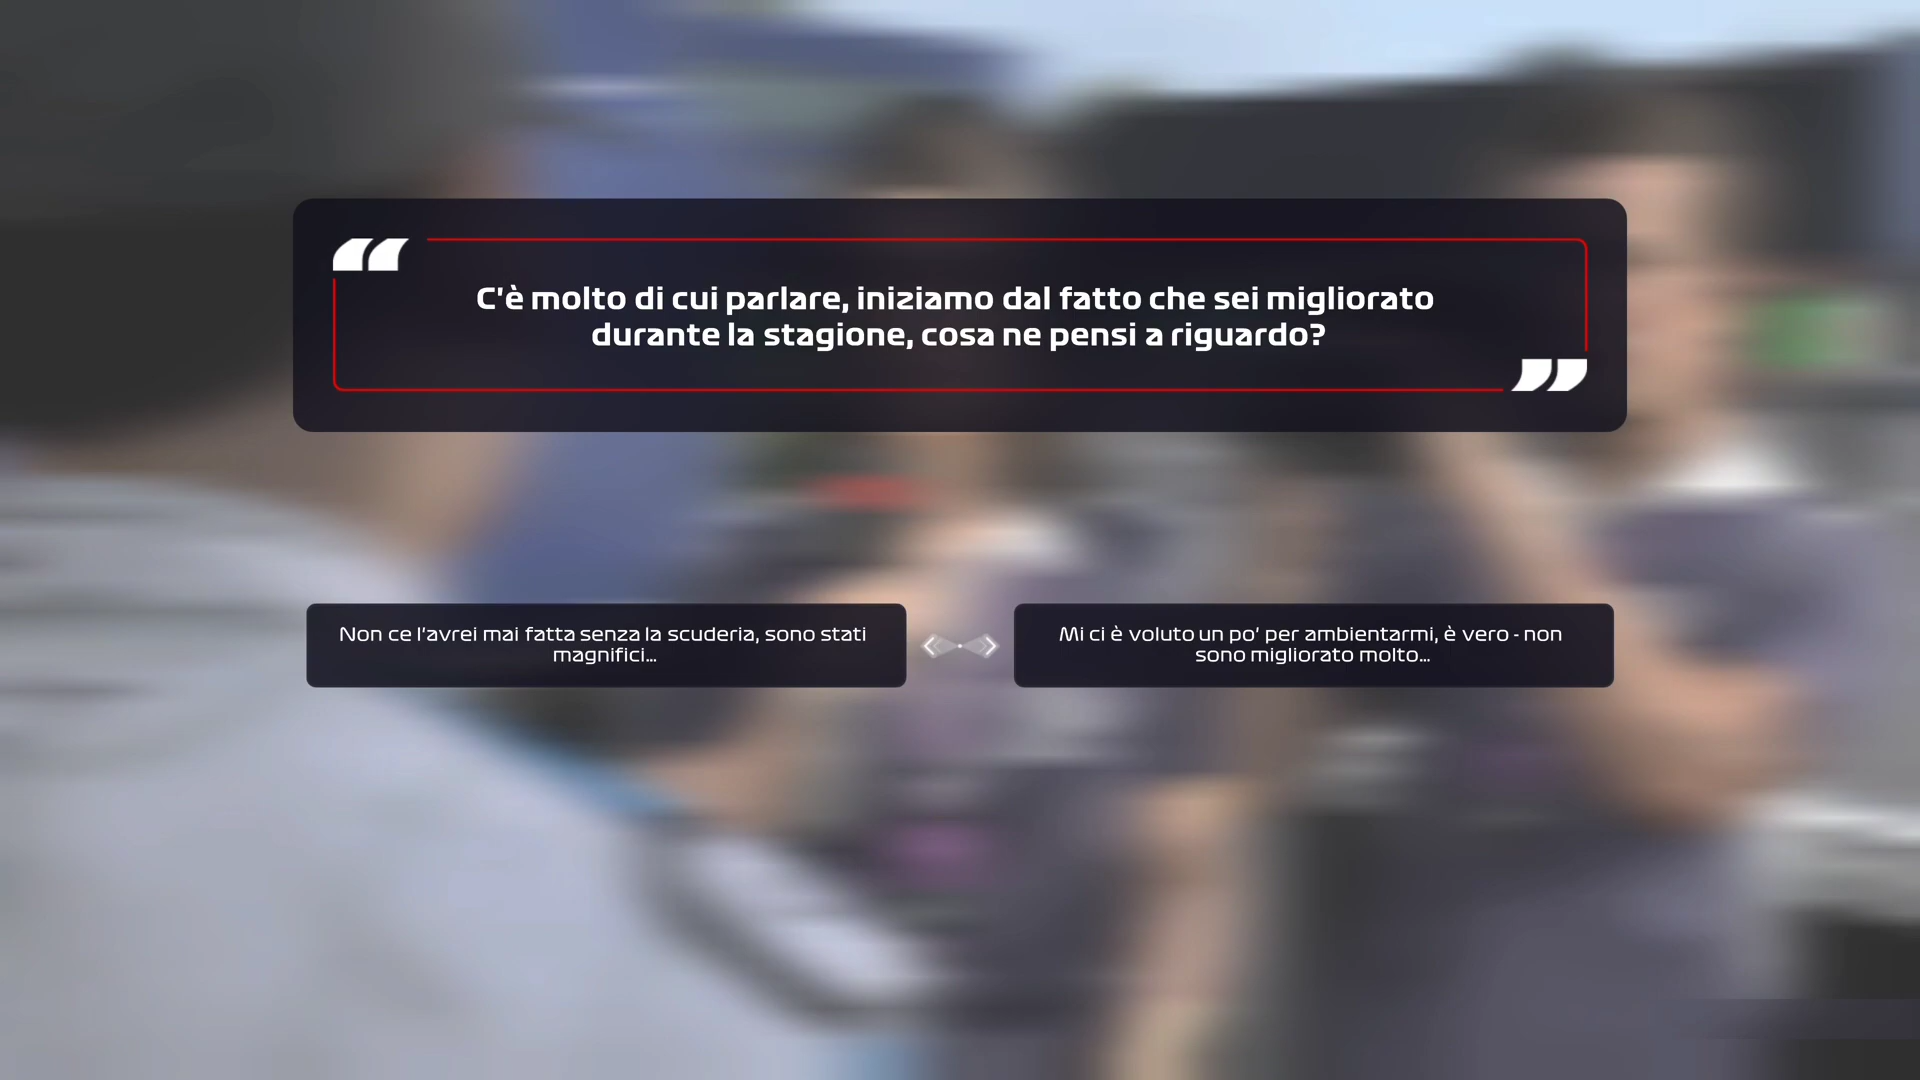 C'è molto di cui parlare, iniziamo dal fatto che sei migliorato
durante la stagione, cosa ne pensi a riguardo?
Non ce l'avrei mai fatta senza la scuderia, sono stati
magnifici...
Mi ci è voluto un po' per ambientarmi, è vero - non
sono migliorato molto...